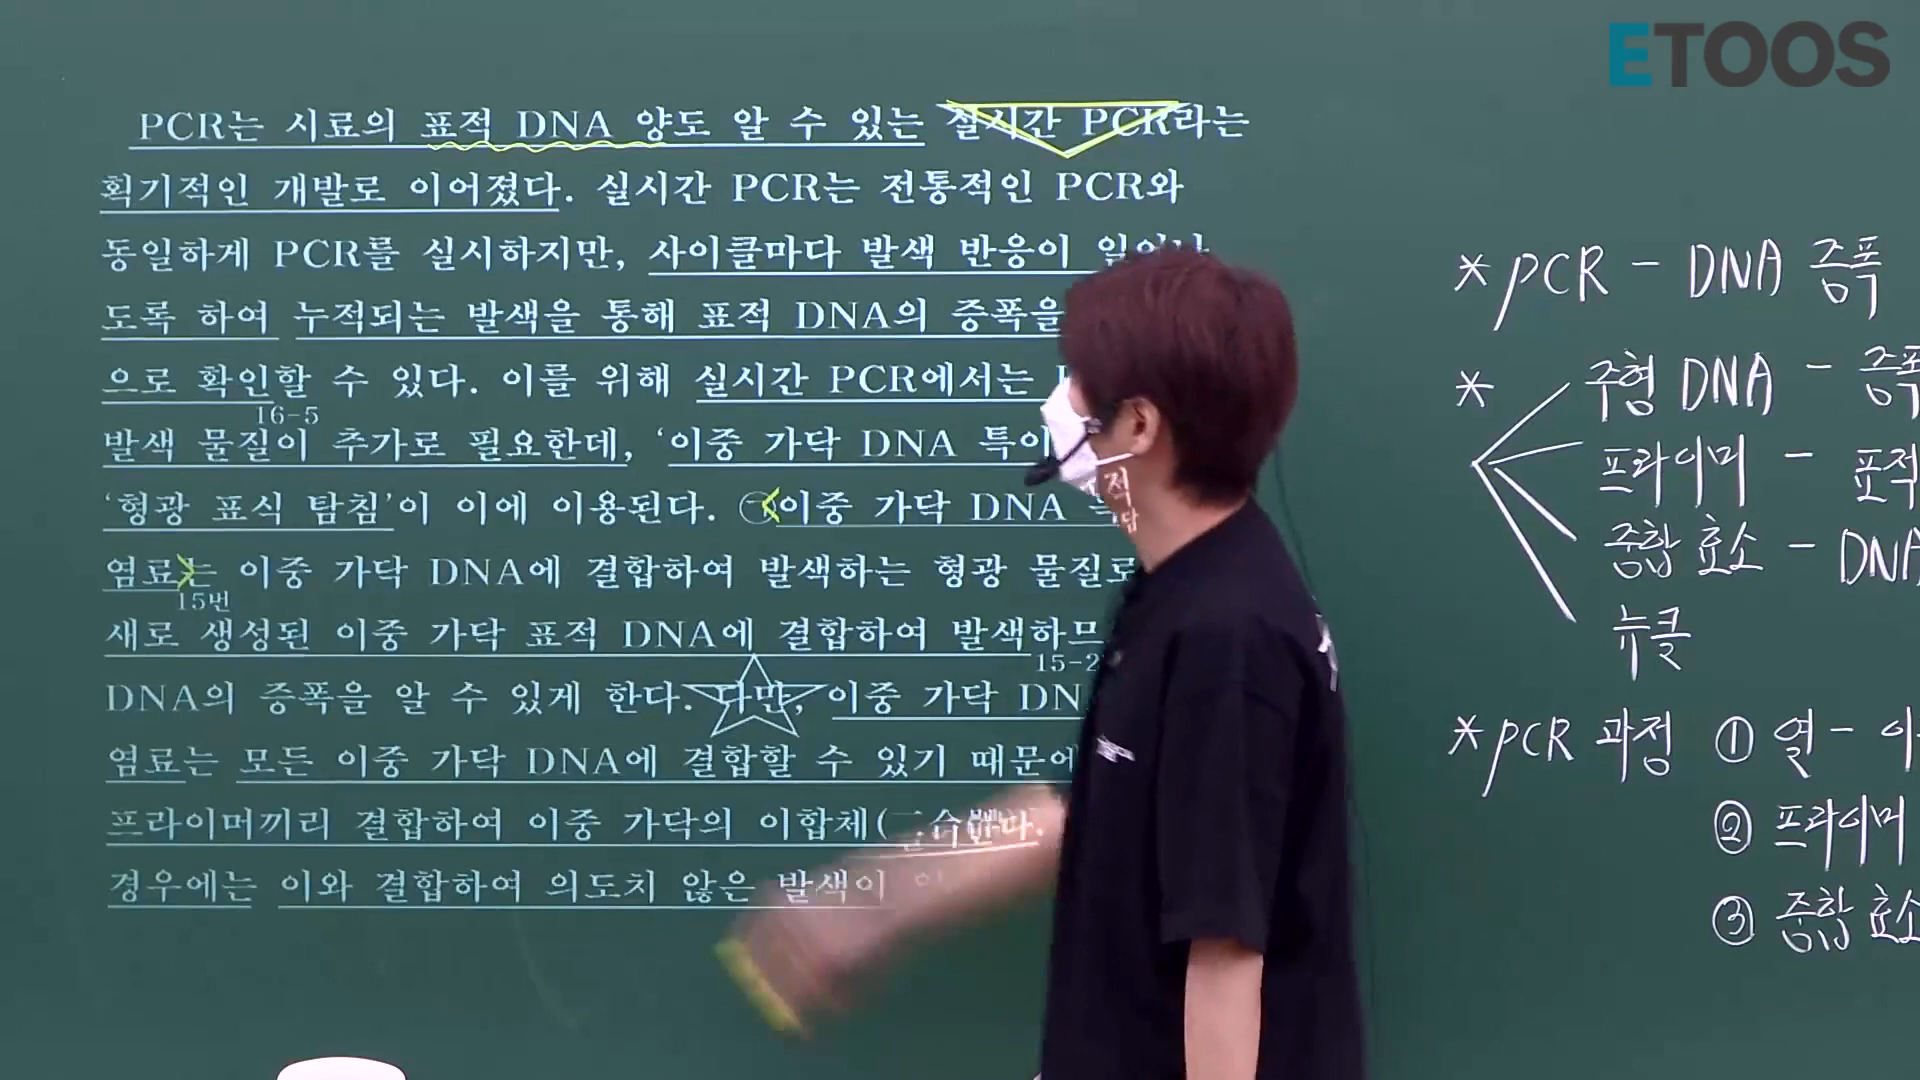 ETOOS
PCR는 시료의 표적 DNA 양도 알 수 있는 실시간 PCR라는
획기적인 개발로 이어졌다. 실시간 PCR는 전통적인 PCR와
동일하게 PCR를 실시하지만, 사이클마다 발색 반응이 일어나
도록 하여 누적되는 발색을 통해 표적 DNA의 증폭을
으로 확인할 수 있다. 이를 위해 실시간 PCR에서는
16-5
발색 물질이 추가로 필요한데, ‘이중 가닥 DNA 특이
‘형광 표식 탐침’이 이에 이용된다. ㉠이중 가닥 DNA
염료는 이중 가닥 DNA에 결합하여 발색하는 형광 물질로
15번
새로 생성된 이중 가닥 표적 DNA에 결합하여 발색하므
15-2
DNA의 증폭을 알 수 있게 한다. 다만, 이중 가닥 DN
염료는 모든 이중 가닥 DNA에 결합할 수 있기 때문에
프라이머끼리 결합하여 이중 가닥의 이합체(
경우에는 이와 결합하여 의도치 않은 발색이
* PCR - DNA 증폭
* 주형 DNA - 증폭
프라이머 - 표적
중합 효소 - DNA
뉴클
* PCR 과정 ① 열 - 이
② 프라이머
③ 중합 효소